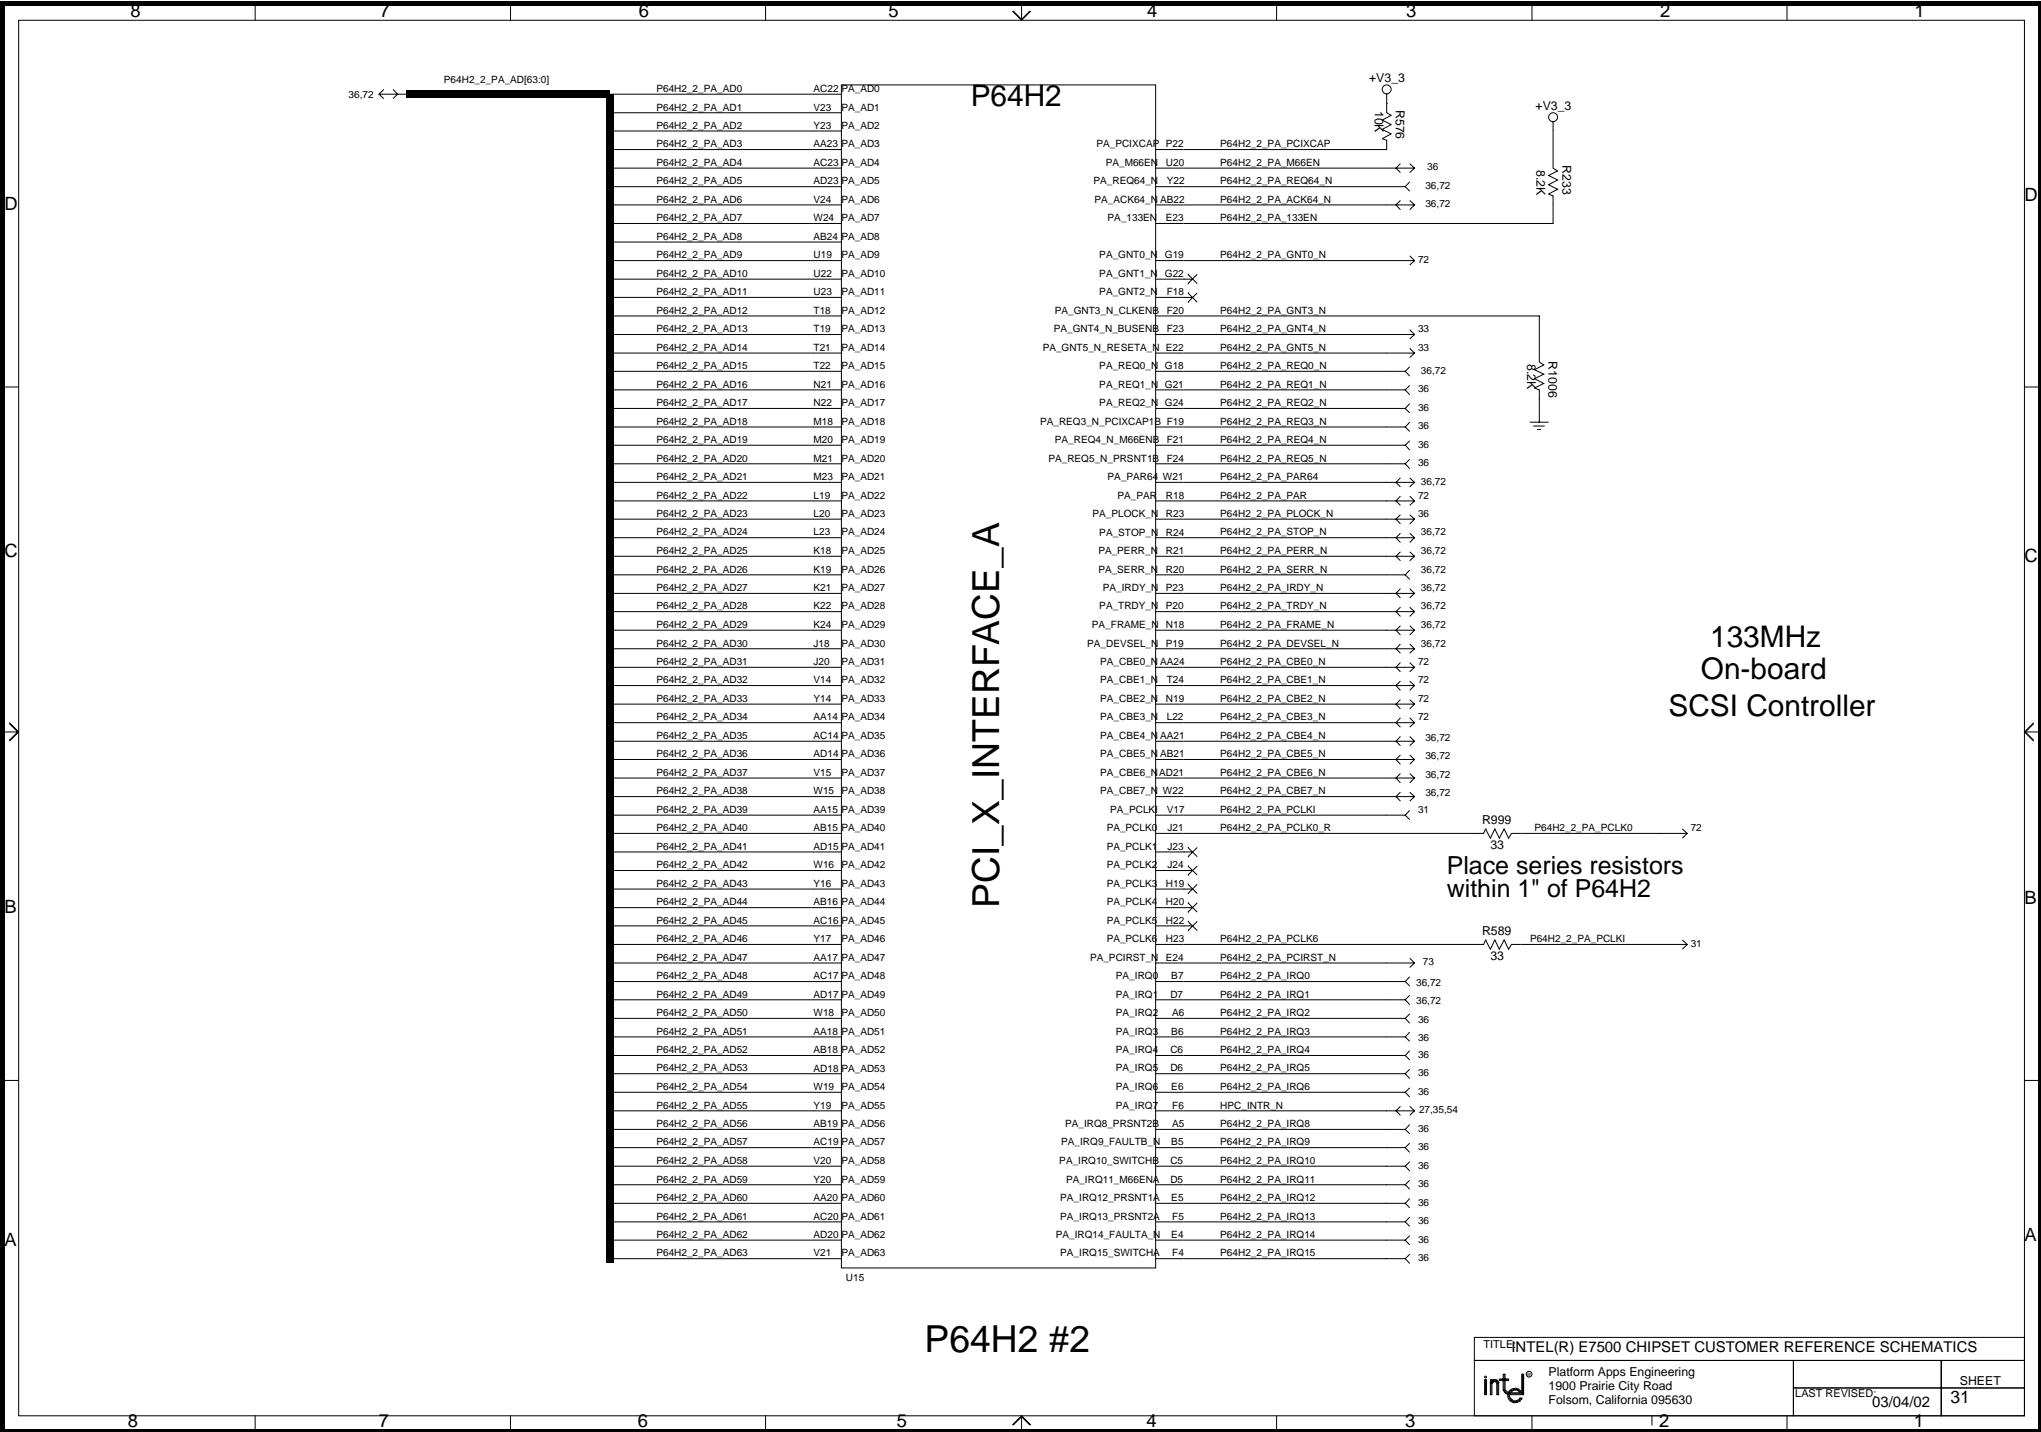 8 7 6 5 4 3 2 1
P64H2_2_PA_AD[63:0]
36,72
P64H2
P64H2_2_PA_AD0 AC22 PA_AD0
P64H2_2_PA_AD1 V23 PA_AD1
P64H2_2_PA_AD2 Y23 PA_AD2
P64H2_2_PA_AD3 AA23 PA_AD3
P64H2_2_PA_AD4 AC23 PA_AD4
P64H2_2_PA_AD5 AD23 PA_AD5
P64H2_2_PA_AD6 V24 PA_AD6
P64H2_2_PA_AD7 W24 PA_AD7
P64H2_2_PA_AD8 AB24 PA_AD8
P64H2_2_PA_AD9 U19 PA_AD9
P64H2_2_PA_AD10 U22 PA_AD10
P64H2_2_PA_AD11 U23 PA_AD11
P64H2_2_PA_AD12 T18 PA_AD12
P64H2_2_PA_AD13 T19 PA_AD13
P64H2_2_PA_AD14 T21 PA_AD14
P64H2_2_PA_AD15 T22 PA_AD15
P64H2_2_PA_AD16 N21 PA_AD16
P64H2_2_PA_AD17 N22 PA_AD17
P64H2_2_PA_AD18 M18 PA_AD18
P64H2_2_PA_AD19 M20 PA_AD19
P64H2_2_PA_AD20 M21 PA_AD20
P64H2_2_PA_AD21 M23 PA_AD21
P64H2_2_PA_AD22 L19 PA_AD22
P64H2_2_PA_AD23 L20 PA_AD23
P64H2_2_PA_AD24 L23 PA_AD24
P64H2_2_PA_AD25 K18 PA_AD25
P64H2_2_PA_AD26 K19 PA_AD26
P64H2_2_PA_AD27 K21 PA_AD27
P64H2_2_PA_AD28 K22 PA_AD28
P64H2_2_PA_AD29 K24 PA_AD29
P64H2_2_PA_AD30 J18 PA_AD30
P64H2_2_PA_AD31 J20 PA_AD31
P64H2_2_PA_AD32 V14 PA_AD32
P64H2_2_PA_AD33 Y14 PA_AD33
P64H2_2_PA_AD34 AA14 PA_AD34
P64H2_2_PA_AD35 AC14 PA_AD35
P64H2_2_PA_AD36 AD14 PA_AD36
P64H2_2_PA_AD37 V15 PA_AD37
P64H2_2_PA_AD38 W15 PA_AD38
P64H2_2_PA_AD39 AA15 PA_AD39
P64H2_2_PA_AD40 AB15 PA_AD40
P64H2_2_PA_AD41 AD15 PA_AD41
P64H2_2_PA_AD42 W16 PA_AD42
P64H2_2_PA_AD43 Y16 PA_AD43
P64H2_2_PA_AD44 AB16 PA_AD44
P64H2_2_PA_AD45 AC16 PA_AD45
P64H2_2_PA_AD46 Y17 PA_AD46
P64H2_2_PA_AD47 AA17 PA_AD47
P64H2_2_PA_AD48 AC17 PA_AD48
P64H2_2_PA_AD49 AD17 PA_AD49
P64H2_2_PA_AD50 W18 PA_AD50
P64H2_2_PA_AD51 AA18 PA_AD51
P64H2_2_PA_AD52 AB18 PA_AD52
P64H2_2_PA_AD53 AD18 PA_AD53
P64H2_2_PA_AD54 W19 PA_AD54
P64H2_2_PA_AD55 Y19 PA_AD55
P64H2_2_PA_AD56 AB19 PA_AD56
P64H2_2_PA_AD57 AC19 PA_AD57
P64H2_2_PA_AD58 V20 PA_AD58
P64H2_2_PA_AD59 Y20 PA_AD59
P64H2_2_PA_AD60 AA20 PA_AD60
P64H2_2_PA_AD61 AC20 PA_AD61
P64H2_2_PA_AD62 AD20 PA_AD62
P64H2_2_PA_AD63 V21 PA_AD63
U15
PCI_X_INTERFACE_A
+V3_3
R576
10K
+V3_3
R233
8.2K
PA_PCIXCAP P22 P64H2_2_PA_PCIXCAP
PA_M66EN U20 P64H2_2_PA_M66EN 36
PA_REQ64_N Y22 P64H2_2_PA_REQ64_N 36,72
PA_ACK64_N AB22 P64H2_2_PA_ACK64_N 36,72
PA_133EN E23 P64H2_2_PA_133EN
PA_GNT0_N G19 P64H2_2_PA_GNT0_N 72
PA_GNT1_N G22
PA_GNT2_N F18
PA_GNT3_N_CLKENB F20 P64H2_2_PA_GNT3_N
PA_GNT4_N_BUSENB F23 P64H2_2_PA_GNT4_N 33
PA_GNT5_N_RESETA_N E22 P64H2_2_PA_GNT5_N 33
R1006
8.2K
PA_REQ0_N G18 P64H2_2_PA_REQ0_N 36,72
PA_REQ1_N G21 P64H2_2_PA_REQ1_N 36
PA_REQ2_N G24 P64H2_2_PA_REQ2_N 36
PA_REQ3_N_PCIXCAP1B F19 P64H2_2_PA_REQ3_N 36
PA_REQ4_N_M66ENB F21 P64H2_2_PA_REQ4_N 36
PA_REQ5_N_PRSNT1B F24 P64H2_2_PA_REQ5_N 36
PA_PAR64 W21 P64H2_2_PA_PAR64 36,72
PA_PAR R18 P64H2_2_PA_PAR 72
PA_PLOCK_N R23 P64H2_2_PA_PLOCK_N 36
PA_STOP_N R24 P64H2_2_PA_STOP_N 36,72
PA_PERR_N R21 P64H2_2_PA_PERR_N 36,72
PA_SERR_N R20 P64H2_2_PA_SERR_N 36,72
PA_IRDY_N P23 P64H2_2_PA_IRDY_N 36,72
PA_TRDY_N P20 P64H2_2_PA_TRDY_N 36,72
PA_FRAME_N N18 P64H2_2_PA_FRAME_N 36,72
PA_DEVSEL_N P19 P64H2_2_PA_DEVSEL_N 36,72
PA_CBE0_N AA24 P64H2_2_PA_CBE0_N 72
PA_CBE1_N T24 P64H2_2_PA_CBE1_N 72
PA_CBE2_N N19 P64H2_2_PA_CBE2_N 72
PA_CBE3_N L22 P64H2_2_PA_CBE3_N 72
PA_CBE4_N AA21 P64H2_2_PA_CBE4_N 36,72
PA_CBE5_N AB21 P64H2_2_PA_CBE5_N 36,72
PA_CBE6_N AD21 P64H2_2_PA_CBE6_N 36,72
PA_CBE7_N W22 P64H2_2_PA_CBE7_N 36,72
PA_PCLKI V17 P64H2_2_PA_PCLKI 31
PA_PCLK0 J21 P64H2_2_PA_PCLK0_R R999 33 P64H2_2_PA_PCLK0 72
PA_PCLK1 J23
PA_PCLK2 J24
PA_PCLK3 H19
PA_PCLK4 H20
PA_PCLK5 H22
Place series resistors
within 1" of P64H2
PA_PCLK6 H23 P64H2_2_PA_PCLK6 R589 33 P64H2_2_PA_PCLKI 31
PA_PCIRST_N E24 P64H2_2_PA_PCIRST_N 73
PA_IRQ0 B7 P64H2_2_PA_IRQ0 36,72
PA_IRQ1 D7 P64H2_2_PA_IRQ1 36,72
PA_IRQ2 A6 P64H2_2_PA_IRQ2 36
PA_IRQ3 B6 P64H2_2_PA_IRQ3 36
PA_IRQ4 C6 P64H2_2_PA_IRQ4 36
PA_IRQ5 D6 P64H2_2_PA_IRQ5 36
PA_IRQ6 E6 P64H2_2_PA_IRQ6 36
PA_IRQ7 F6 HPC_INTR_N 27,35,54
PA_IRQ8_PRSNT2B A5 P64H2_2_PA_IRQ8 36
PA_IRQ9_FAULTB_N B5 P64H2_2_PA_IRQ9 36
PA_IRQ10_SWITCHB C5 P64H2_2_PA_IRQ10 36
PA_IRQ11_M66ENA D5 P64H2_2_PA_IRQ11 36
PA_IRQ12_PRSNT1A E5 P64H2_2_PA_IRQ12 36
PA_IRQ13_PRSNT2A F5 P64H2_2_PA_IRQ13 36
PA_IRQ14_FAULTA_N E4 P64H2_2_PA_IRQ14 36
PA_IRQ15_SWITCHA F4 P64H2_2_PA_IRQ15 36
133MHz
On-board
SCSI Controller
D D
C C
B B
A A
P64H2 #2
TITLE: INTEL(R) E7500 CHIPSET CUSTOMER REFERENCE SCHEMATICS
intel®
Platform Apps Engineering
1900 Prairie City Road
Folsom, California 095630
LAST REVISED: 03/04/02
SHEET
31
8 7 6 5 4 3 2 1